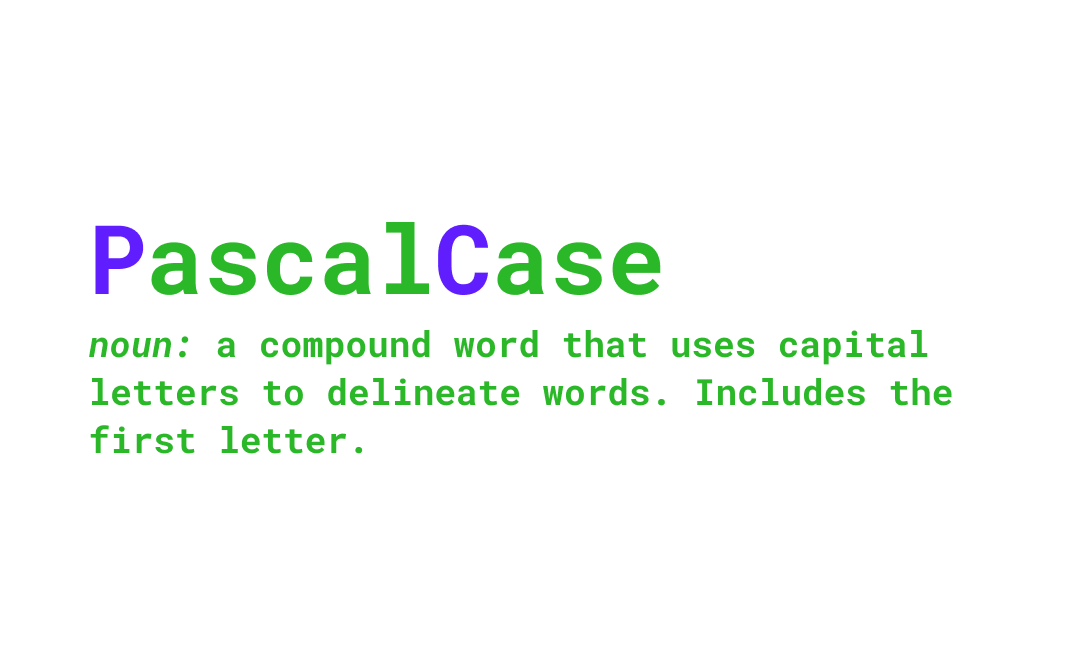 PascalCase
noun: a compound word that uses capital
letters to delineate words. Includes the
first letter.